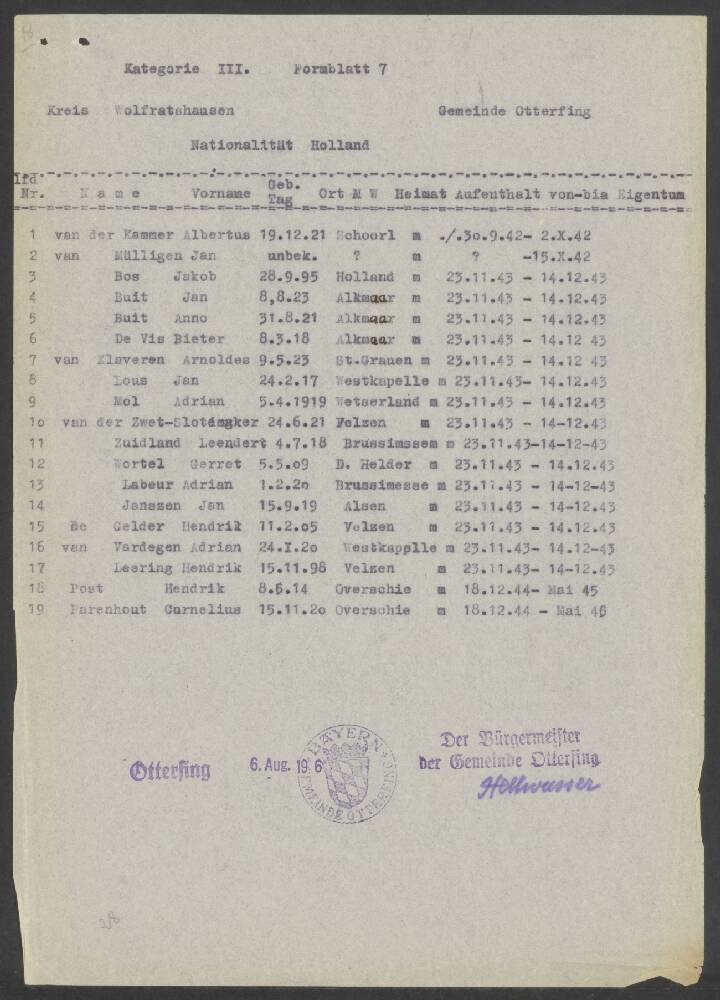 Kategorie III. Formblatt 7
Kreis Wolfratshausen Gemeinde Otterfing
Nationalität Holland
lfd Nr. N a m e Vorname Geb. Tag Ort M W Heimat Aufenthalt von-bis Eigentum
1 van der Kammer Albertus 19.12.21 Schoorl m ./.30.9.42- 2.X.42
2 van Mülligen Jan unbek. ? m ? -15.X.42
3 Bos Jakob 28.9.95 Holland m 23.11.43 - 14.12.43
4 Buit Jan 8,8.23 Alkmaar m 23.11.43 - 14.12.43
5 Buit Anno 31.8.21 Alkmaar m 23.11.43 - 14.12.43
6 De Vis Bieter 8.3.18 Alkmaar m 23.11.43 - 14.12 43
7 van Klaveren Arnoldes 9.5.23 St.Grauen m 23.11.43 - 14.12.43
8 Lous Jan 24.2.17 Westkapelle m 23.11.43- 14.12.43
9 Mol Adrian 5.4.1919 Wetserland m 23.11.43 - 14.12.43
10 van der Zwet-Slotemgker 24.6.21 Velzen m 23.11.43 - 14-12.43
11 Zuidland Leendert 4.7.18 Brussimssem m 23.11.43-14-12-43
12 Wortel Gerret 5.5.09 D. Helder m 23.11.43 - 14.12.43
13 Labeur Adrian 1.2.20 Brussimesse m 23.11.43 - 14-12-43
14 Janszen Jan 15.9.19 Alsen m 23.11.43 - 14-12.43
15 De Gelder Hendrik 11.2.05 Velzen m 23.11.43 - 14-12.43
16 van Vardegen Adrian 24.I.20 Westkapplle m 23.11.43- 14.12-43
17 Leering Hendrik 15.11.98 Velzen m 23.11.43- 14-12.43
18 Post Hendrik 8.6.14 Overschie m 18.12.44- Mai 45
19 Parenhout Cornelius 15.11.20 Overschie m 18.12.44 - Mai 45
Otterfing 6. Aug. 19 6
BAYERN
GEMEINDE OTTERFING
Der Bürgermeister
der Gemeinde Otterfing
Hellwasser